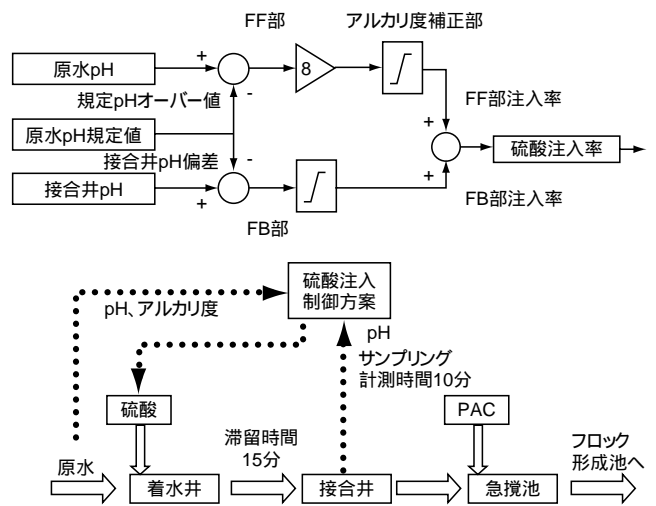 FF部
アルカリ度補正部
原水pH
+
8
規定pHオーバー値
-
FF部注入率
原水pH規定値
+
硫酸注入率
接合井pH偏差
-
接合井pH
+
+
FB部
FB部注入率
硫酸注入
制御方案
pH、アルカリ度
pH
サンプリング
計測時間10分
硫酸
PAC
滞留時間
15分
フロック
形成池へ
原水
着水井
接合井
急撹池